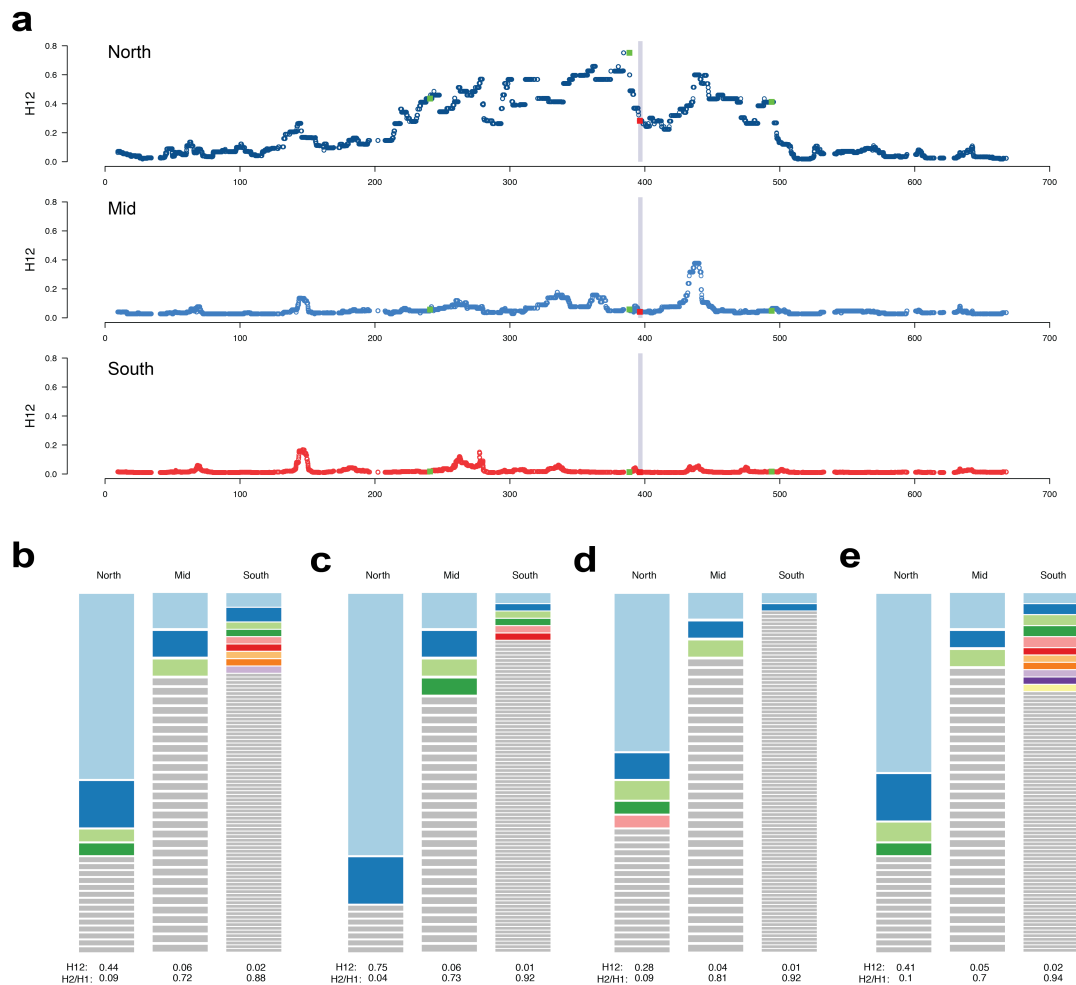 a
North
H12
0.8
0.6
0.4
0.2
0.0
0 100 200 300 400 500 600 700
Mid
H12
0.8
0.6
0.4
0.2
0.0
0 100 200 300 400 500 600 700
South
H12
0.8
0.6
0.4
0.2
0.0
0 100 200 300 400 500 600 700
b
North Mid South
H12: 0.44 0.06 0.02
H2/H1: 0.09 0.72 0.88
c
North Mid South
H12: 0.75 0.06 0.01
H2/H1: 0.04 0.73 0.92
d
North Mid South
H12: 0.28 0.04 0.01
H2/H1: 0.09 0.81 0.92
e
North Mid South
H12: 0.41 0.05 0.02
H2/H1: 0.1 0.7 0.94